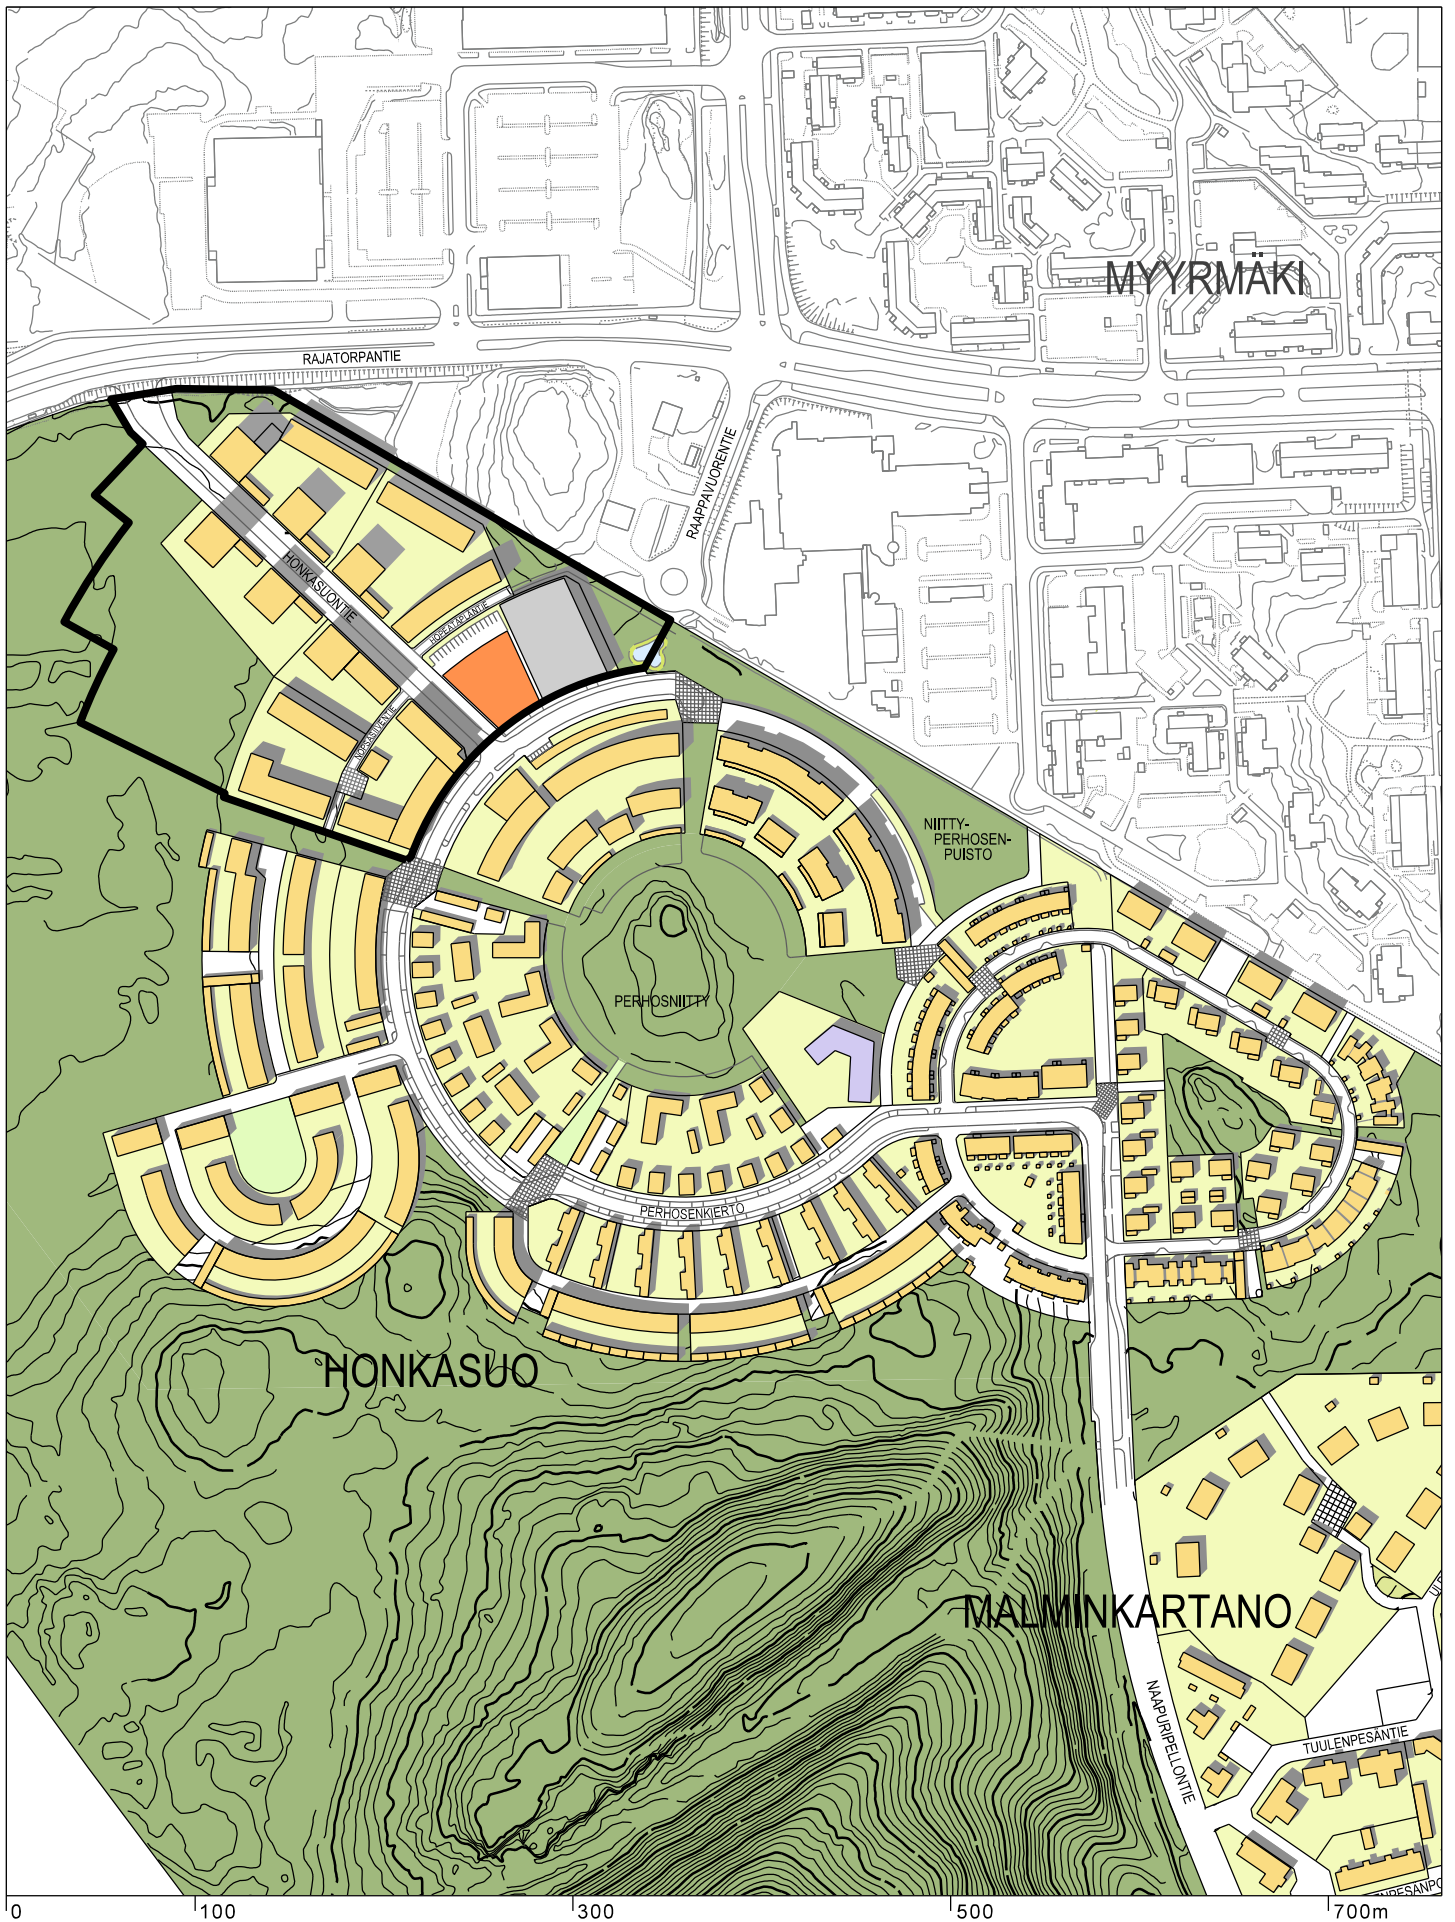 MYYRMÄKI
RAJATORPANTIE
RAAPPAVUORENTIE
HONKASUONTIE
HOPEATÄPLÄNTIE
NOPSASIIVENTIE
NIITTY-
PERHOSEN-
PUISTO
PERHOSNIITTY
PERHOSENKIERTO
HONKASUO
MALMINKARTANO
NAAPURIPELLONTIE
TUULENPESÄNTIE
0
100
300
500
700m